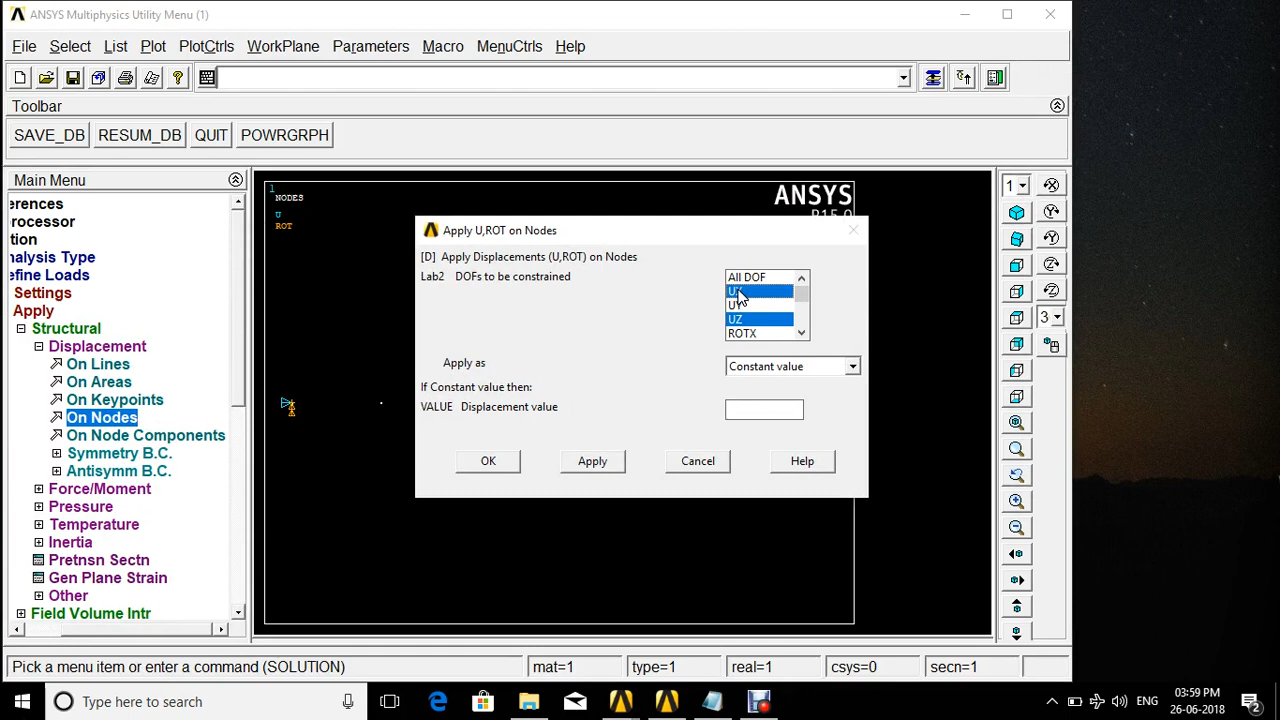 ANSYS Multiphysics Utility Menu (1)
File Select List Plot PlotCtrls WorkPlane Parameters Macro MenuCtrls Help
Toolbar
SAVE_DB RESUM_DB QUIT POWRGRPH
Main Menu
erences
rocessor
tion
nalysis Type
efine Loads
Settings
Apply
Structural
Displacement
On Lines
On Areas
On Keypoints
On Nodes
On Node Components
Symmetry B.C.
Antisymm B.C.
Force/Moment
Pressure
Temperature
Inertia
Pretnsn Sectn
Gen Plane Strain
Other
Field Volume Intr
1
NODES
U
ROT
ANSYS
R15.0
Apply U,ROT on Nodes
[D] Apply Displacements (U,ROT) on Nodes
Lab2 DOFs to be constrained
All DOF
UY
UZ
ROTX
Apply as
Constant value
If Constant value then:
VALUE Displacement value
OK Apply Cancel Help
1
3
Pick a menu item or enter a command (SOLUTION)
mat=1 type=1 real=1 csys=0 secn=1
Type here to search
ENG
03:59 PM
26-06-2018
2